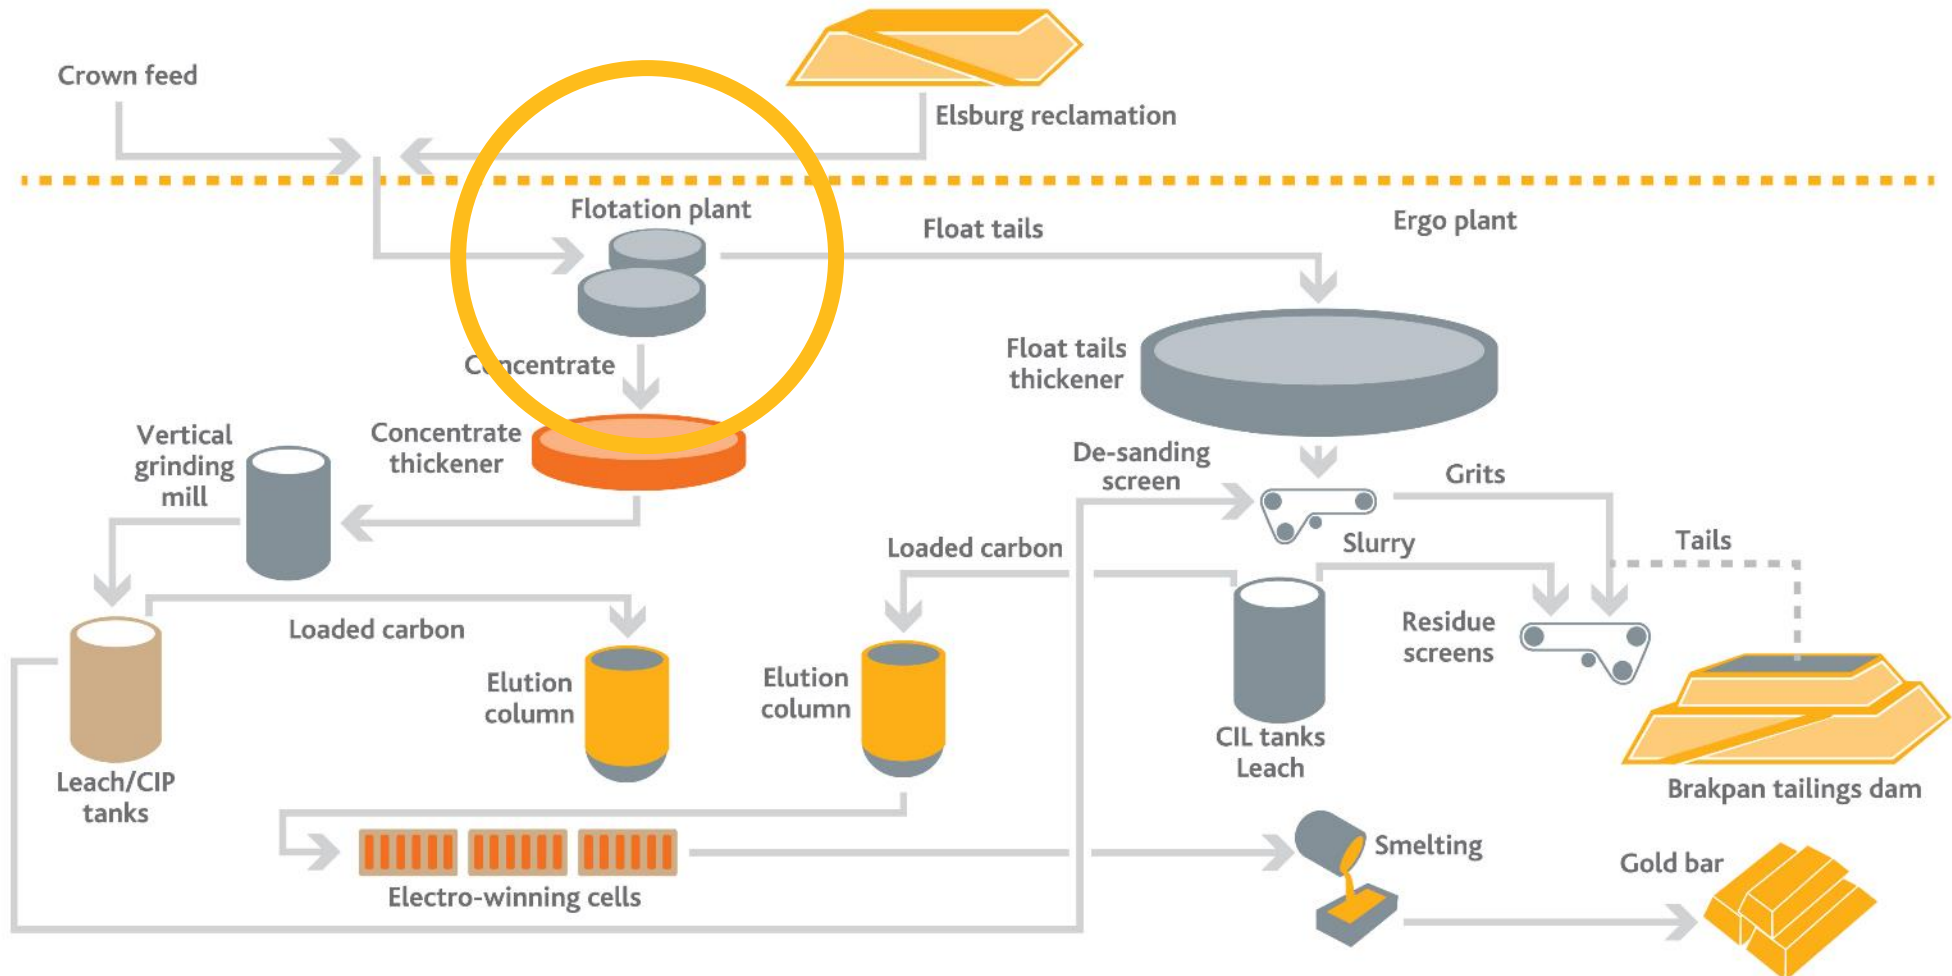 Crown feed
Elsburg reclamation
Flotation plant
Float tails
Ergo plant
Concentrate
Float tails
thickener
Vertical
grinding
mill
Concentrate
thickener
De-sanding
screen
Grits
Loaded carbon
Slurry
Tails
Loaded carbon
Residue
screens
Elution
column
Elution
column
CIL tanks
Leach
Leach/CIP
tanks
Brakpan tailings dam
Smelting
Gold bar
Electro-winning cells